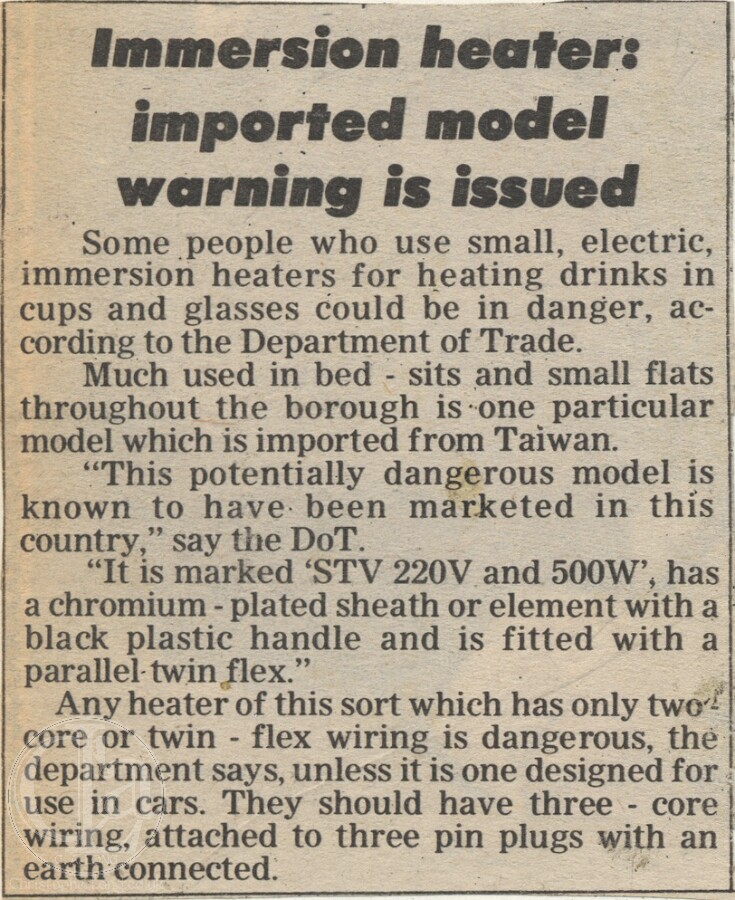 Immersion heater:
imported model
warning is issued
Some people who use small, electric,
immersion heaters for heating drinks in
cups and glasses could be in danger, ac-
cording to the Department of Trade.
Much used in bed - sits and small flats
throughout the borough is one particular
model which is imported from Taiwan.
“This potentially dangerous model is
known to have been marketed in this
country,” say the DoT.
“It is marked ‘STV 220V and 500W’, has
a chromium - plated sheath or element with a
black plastic handle and is fitted with a
parallel twin flex.”
Any heater of this sort which has only two
core or twin - flex wiring is dangerous, the
department says, unless it is one designed for
use in cars. They should have three - core
wiring, attached to three pin plugs with an
earth connected.